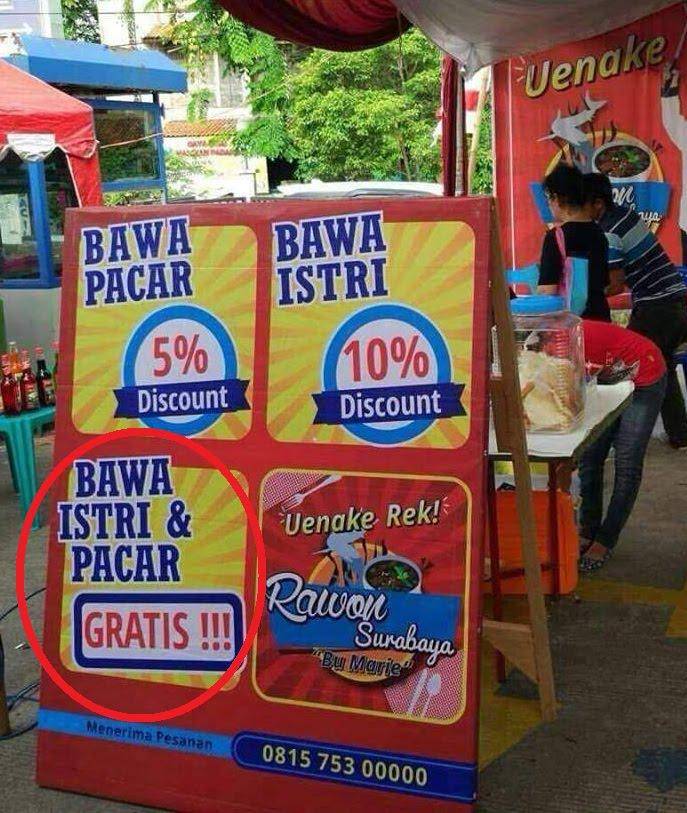 Uenake
BAWA
PACAR
5%
Discount
BAWA
ISTRI
10%
Discount
BAWA
ISTRI &
PACAR
GRATIS !!!
Uenake Rek!
Rawon
Surabaya
"Bu Marie"
Menerima Pesanan
0815 753 00000